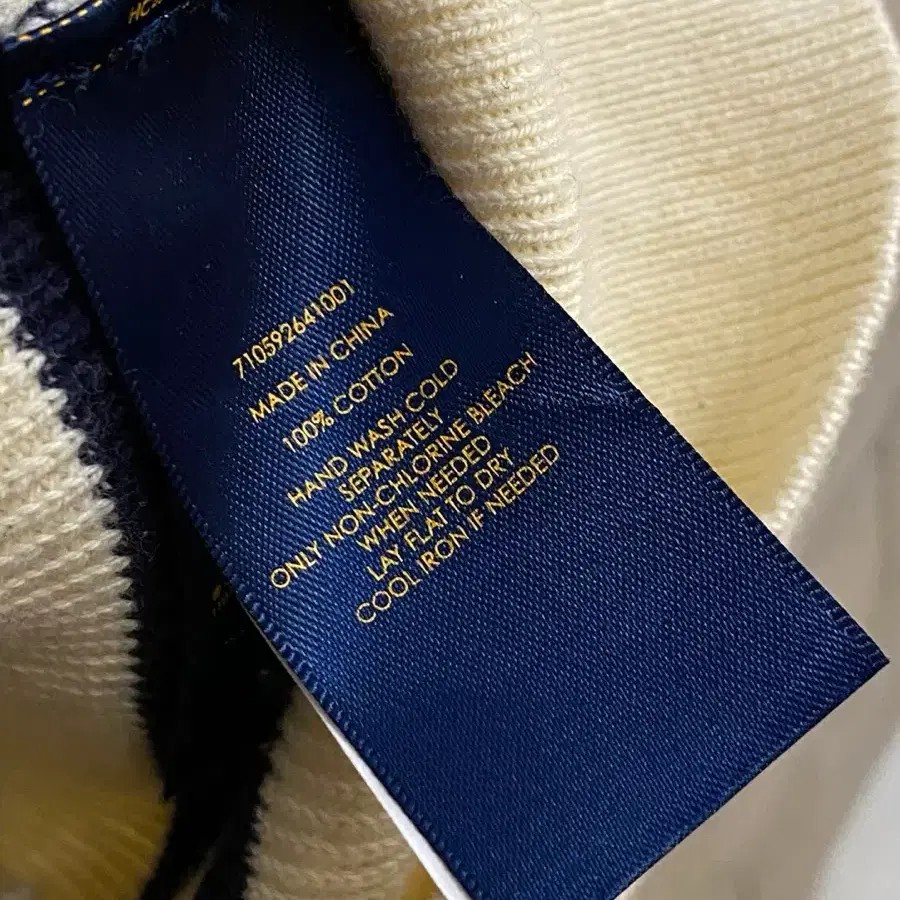 710592641001
MADE IN CHINA
100% COTTON
HAND WASH COLD
SEPARATELY
ONLY NON-CHLORINE BLEACH
WHEN NEEDED
LAY FLAT TO DRY
COOL IRON IF NEEDED